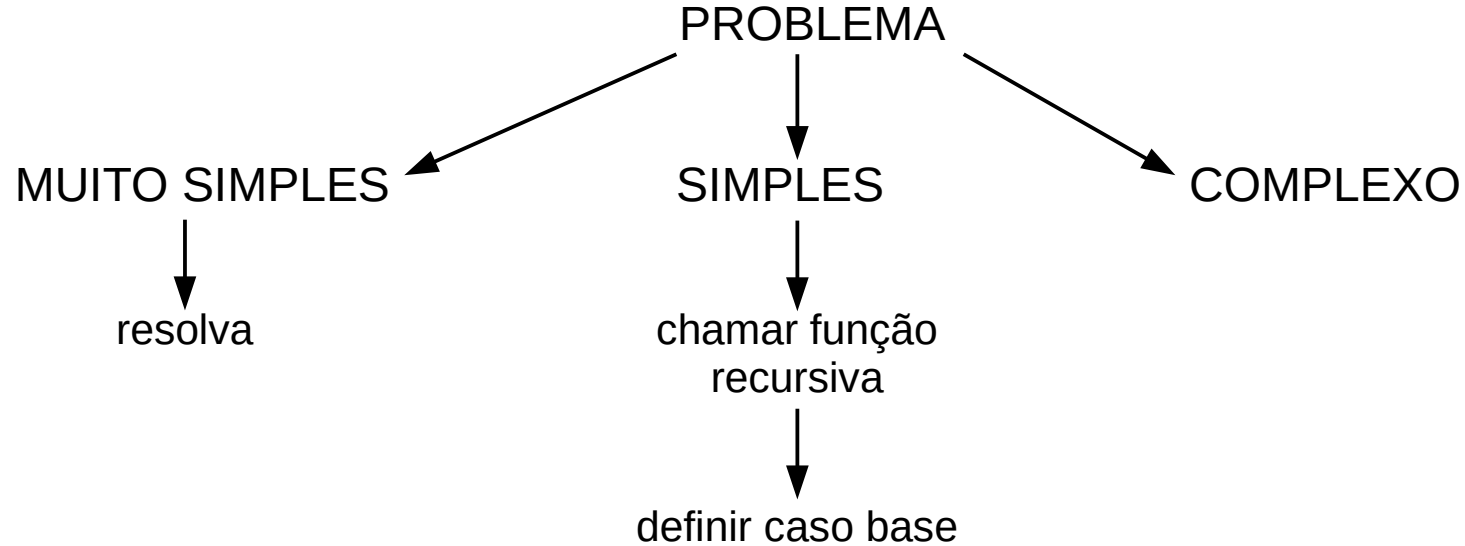 PROBLEMA
MUITO SIMPLES
SIMPLES
COMPLEXO
resolva
chamar função
recursiva
definir caso base